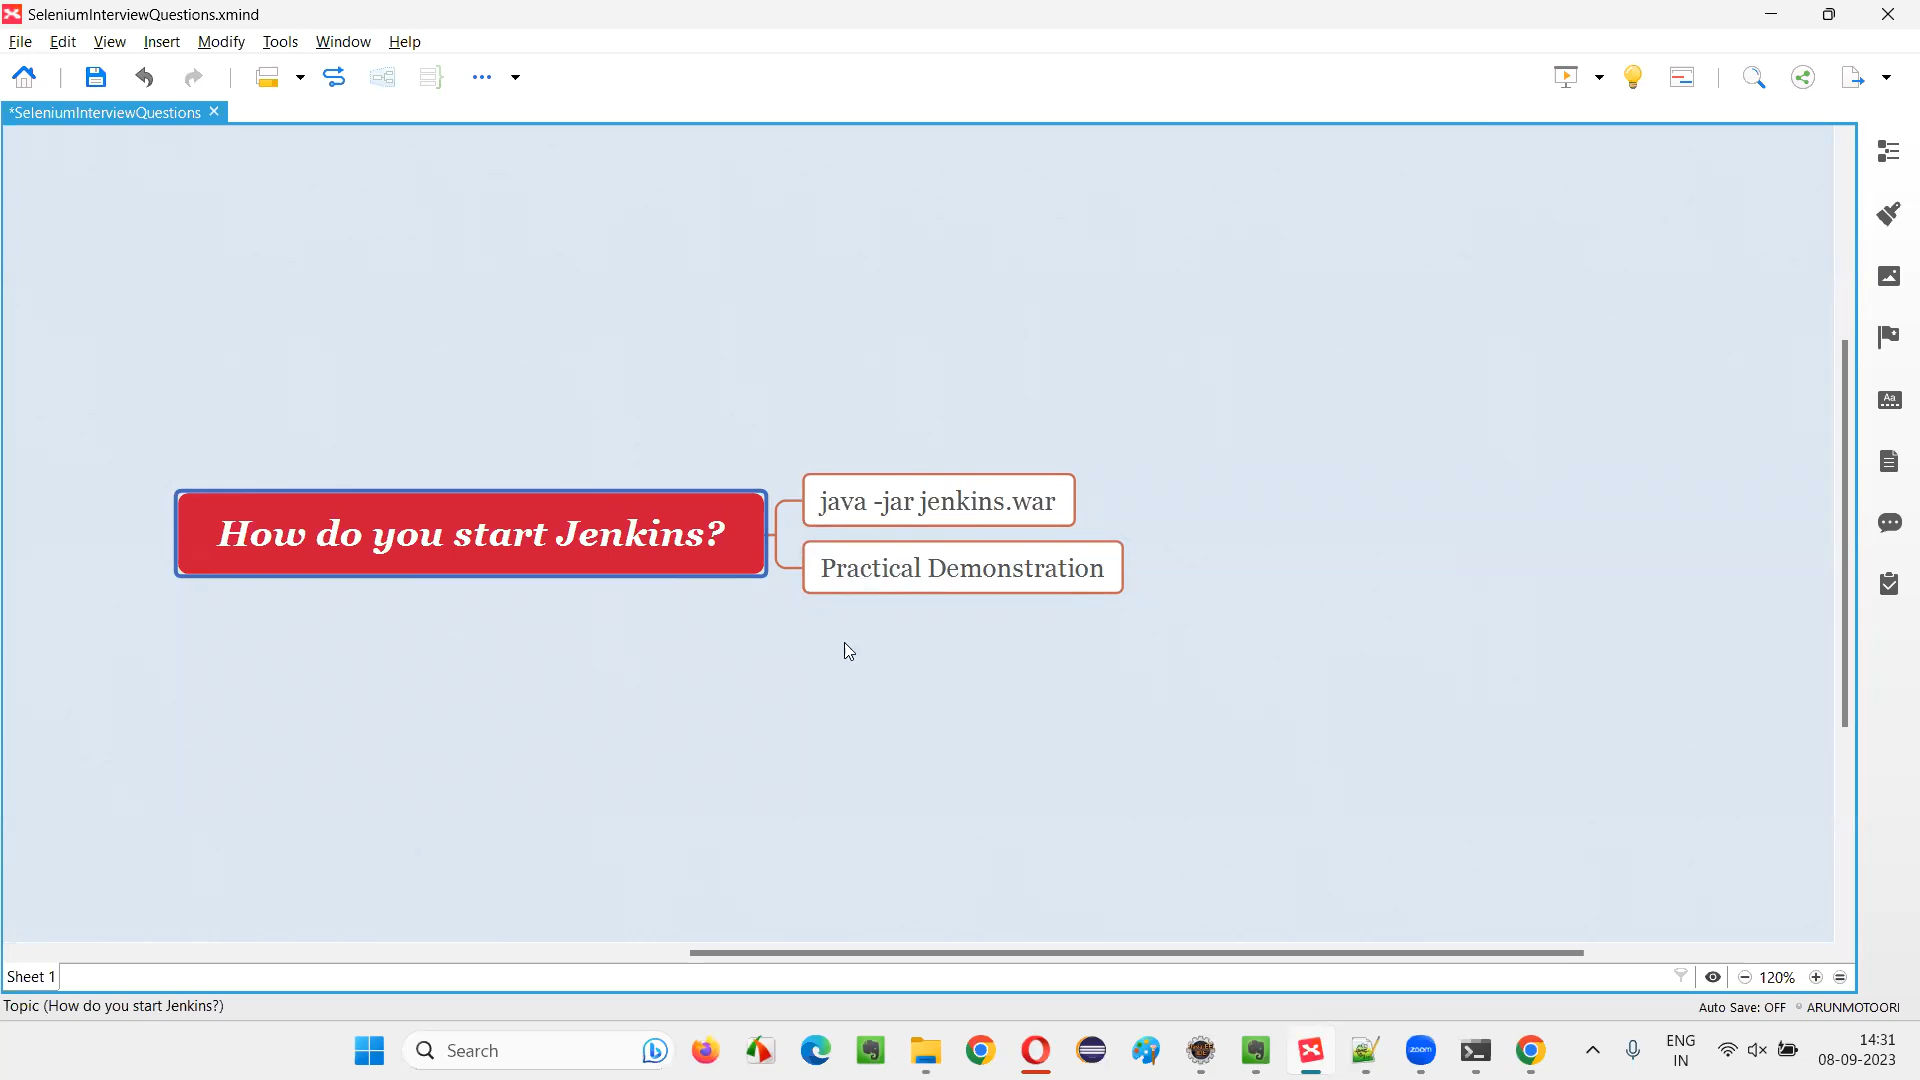 SeleniumInterviewQuestions.xmind
File Edit View Insert Modify Tools Window Help
*SeleniumInterviewQuestions
How do you start Jenkins?
java -jar jenkins.war
Practical Demonstration
Aa
Sheet 1
120%
Topic (How do you start Jenkins?)
Auto Save: OFF ARUNMOTOORI
Search
zoom
ENG
IN
14:31
08-09-2023